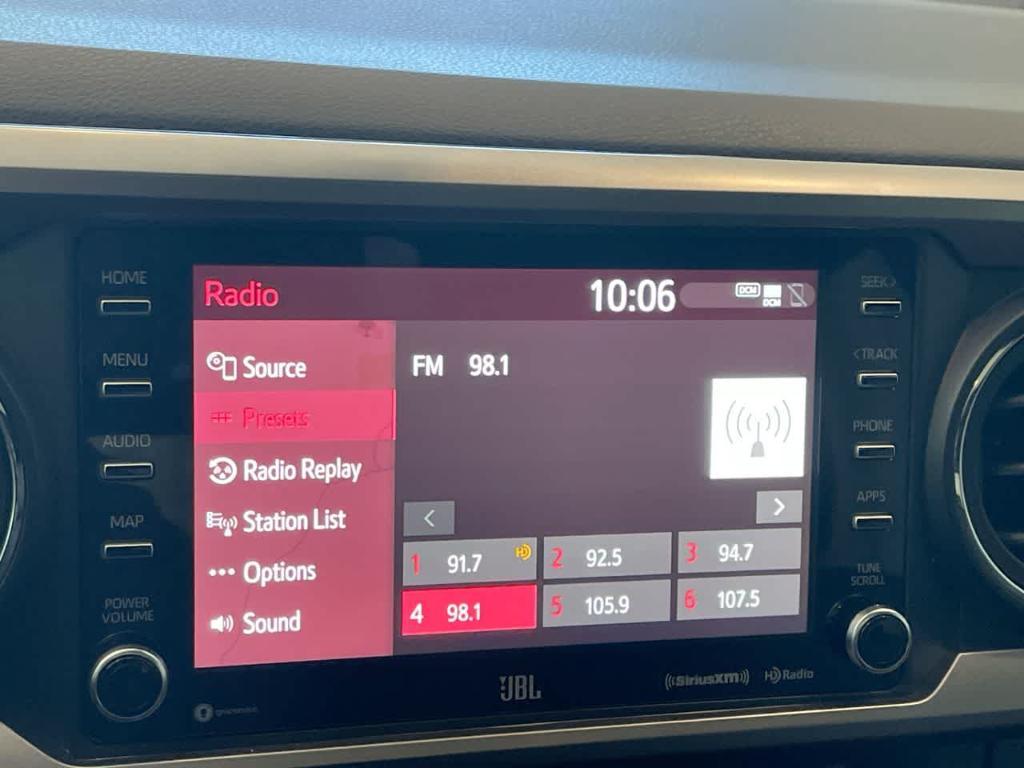 HOME
MENU
AUDIO
MAP
POWER
VOLUME
Radio
10:06
DCM
DCM
Source
Presets
Radio Replay
Station List
Options
Sound
FM 98.1
1 91.7 HD
2 92.5
3 94.7
4 98.1
5 105.9
6 107.5
SEEK>
<TRACK
PHONE
APPS
TUNE
SCROLL
JBL
((SiriusXM))
HD Radio